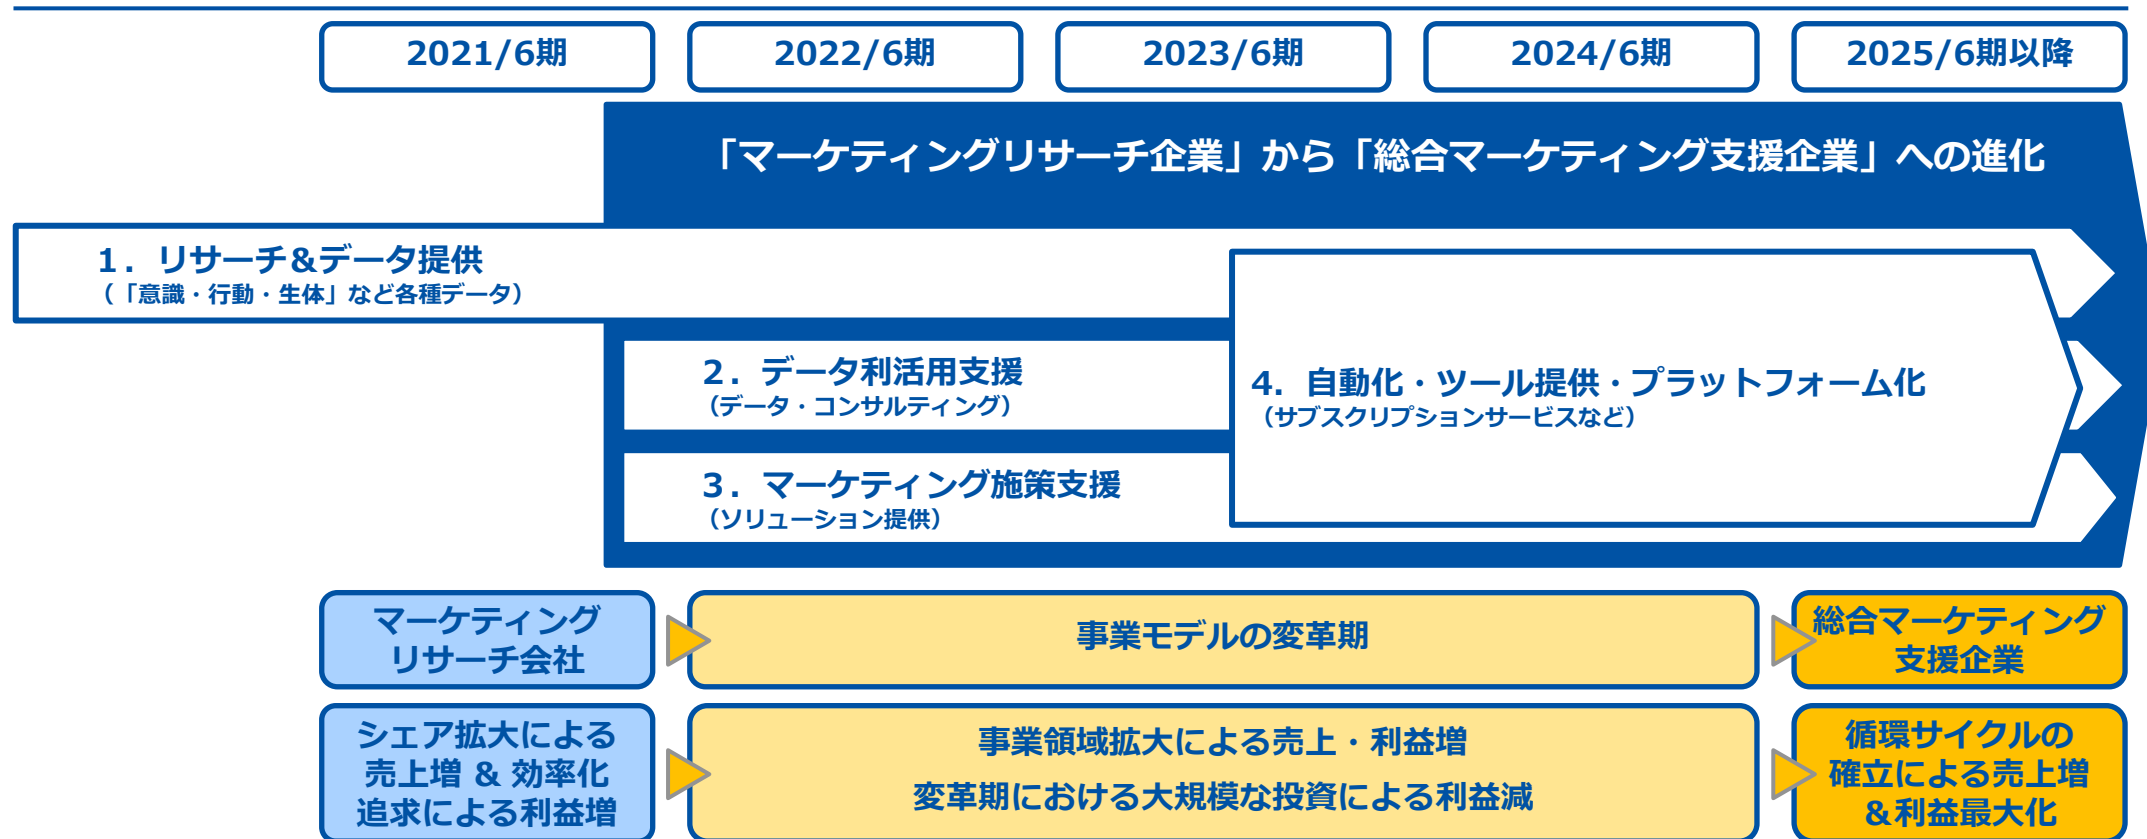 2021/6期
2022/6期
2023/6期
2024/6期
2025/6期以降
「マーケティングリサーチ企業」から「総合マーケティング支援企業」への進化
1．リサーチ＆データ提供
（「意識・行動・生体」など各種データ）
2．データ利活用支援
（データ・コンサルティング）
3．マーケティング施策支援
（ソリューション提供）
4．自動化・ツール提供・プラットフォーム化
（サブスクリプションサービスなど）
マーケティング
リサーチ会社
事業モデルの変革期
総合マーケティング
支援企業
シェア拡大による
売上増 & 効率化
追求による利益増
事業領域拡大による売上・利益増
変革期における大規模な投資による利益減
循環サイクルの
確立による売上増
＆利益最大化